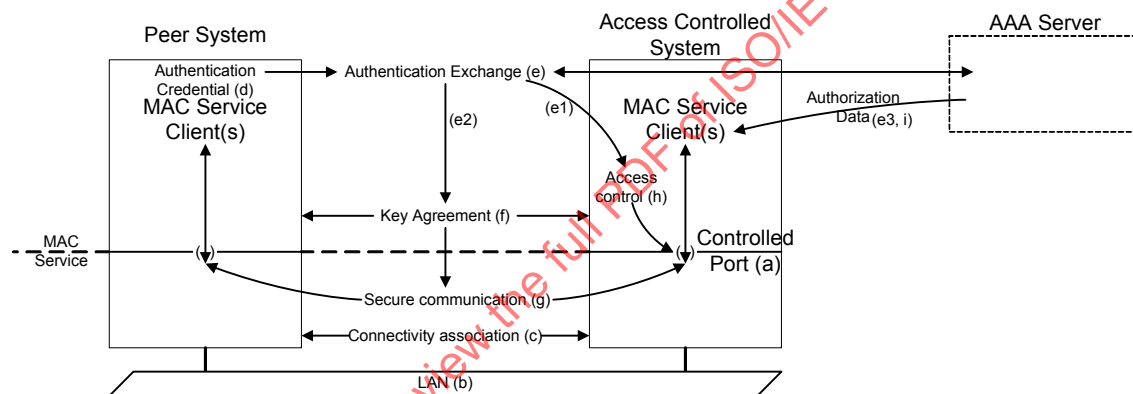 Peer System
Access Controlled
System
AAA Server
Authentication
Credential (d)
Authentication Exchange (e)
MAC Service
Client(s)
(e2)
(e1)
MAC Service
Client(s)
Authorization
Data (e3, i)
Access
control (h)
Key Agreement (f)
MAC
Service
Controlled
Port (a)
Secure communication (g)
Connectivity association (c)
LAN (b)
view the full PDF of ISO/IE